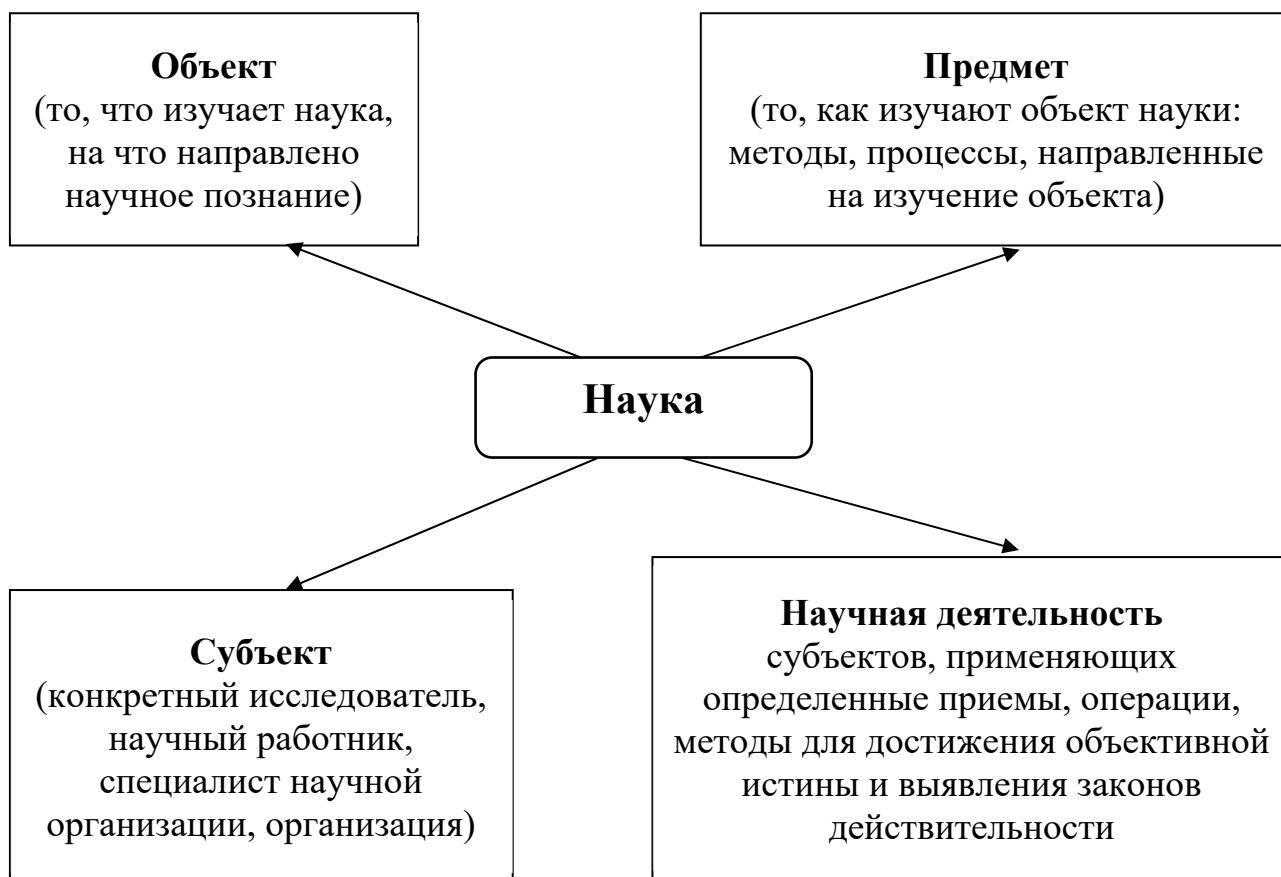 Объект
(то, что изучает наука,
на что направлено
научное познание)
Предмет
(то, как изучают объект науки:
методы, процессы, направленные
на изучение объекта)
Наука
Субъект
(конкретный исследователь,
научный работник,
специалист научной
организации, организация)
Научная деятельность
субъектов, применяющих
определенные приемы, операции,
методы для достижения объективной
истины и выявления законов
действительности